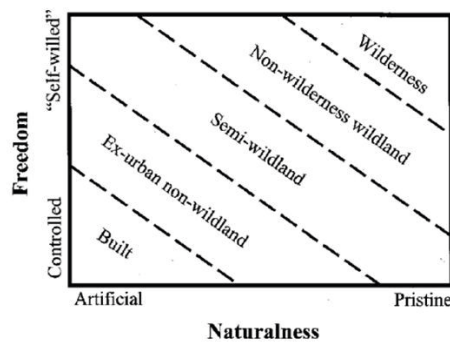 Wilderness
Non-wilderness wildland
Semi-wildland
Ex-urban non-wildland
Built
Freedom
"Self-willed"
Controlled
Artificial
Pristine
Naturalness